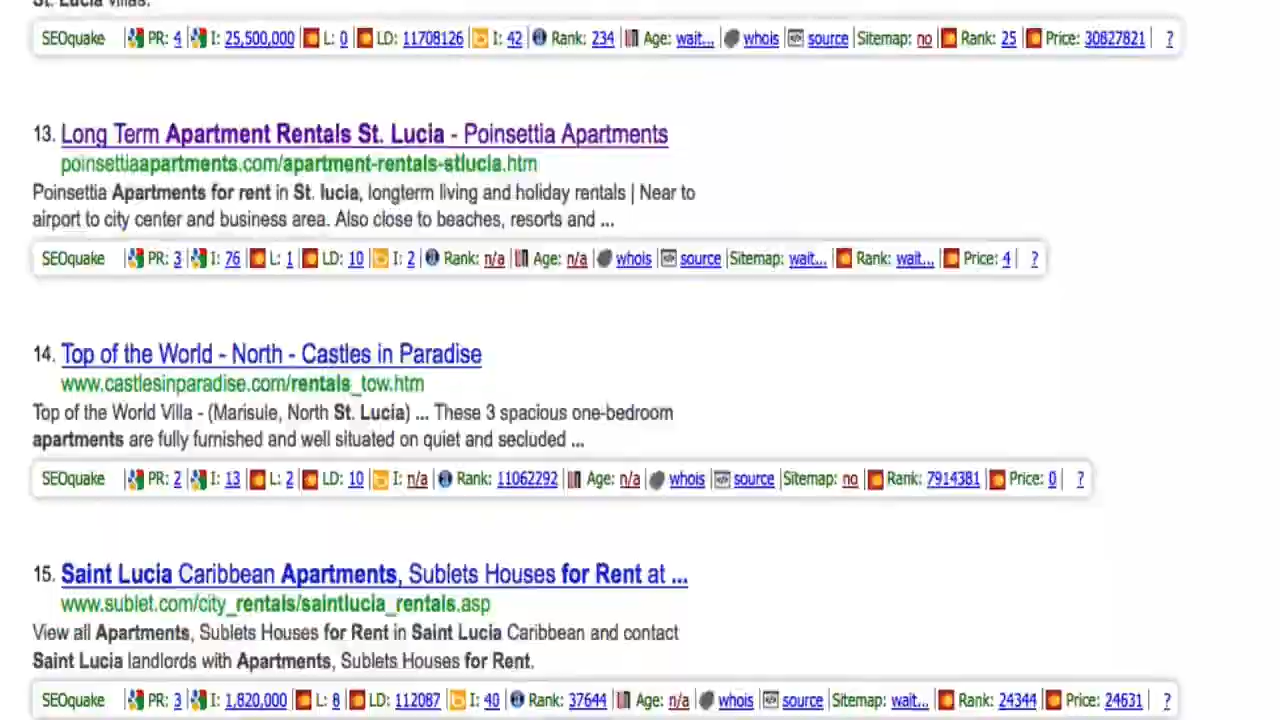 St. Lucia villas.
SEOquake PR: 4 I: 25,500,000 L: 0 LD: 11708126 I: 42 Rank: 234 Age: wait... whois source Sitemap: no Rank: 25 Price: 30827821 ?
13. Long Term Apartment Rentals St. Lucia - Poinsettia Apartments
poinsettiaapartments.com/apartment-rentals-stlucia.htm
Poinsettia Apartments for rent in St. lucia, longterm living and holiday rentals | Near to
airport to city center and business area. Also close to beaches, resorts and ...
SEOquake PR: 3 I: 76 L: 1 LD: 10 I: 2 Rank: n/a Age: n/a whois source Sitemap: wait... Rank: wait... Price: 4 ?
14. Top of the World - North - Castles in Paradise
www.castlesinparadise.com/rentals_tow.htm
Top of the World Villa - (Marisule, North St. Lucia) ... These 3 spacious one-bedroom
apartments are fully furnished and well situated on quiet and secluded ...
SEOquake PR: 2 I: 13 L: 2 LD: 10 I: n/a Rank: 11062292 Age: n/a whois source Sitemap: no Rank: 7914381 Price: 0 ?
15. Saint Lucia Caribbean Apartments, Sublets Houses for Rent at ...
www.sublet.com/city_rentals/saintlucia_rentals.asp
View all Apartments, Sublets Houses for Rent in Saint Lucia Caribbean and contact
Saint Lucia landlords with Apartments, Sublets Houses for Rent.
SEOquake PR: 3 I: 1,820,000 L: 8 LD: 112087 I: 40 Rank: 37644 Age: n/a whois source Sitemap: wait... Rank: 24344 Price: 24631 ?